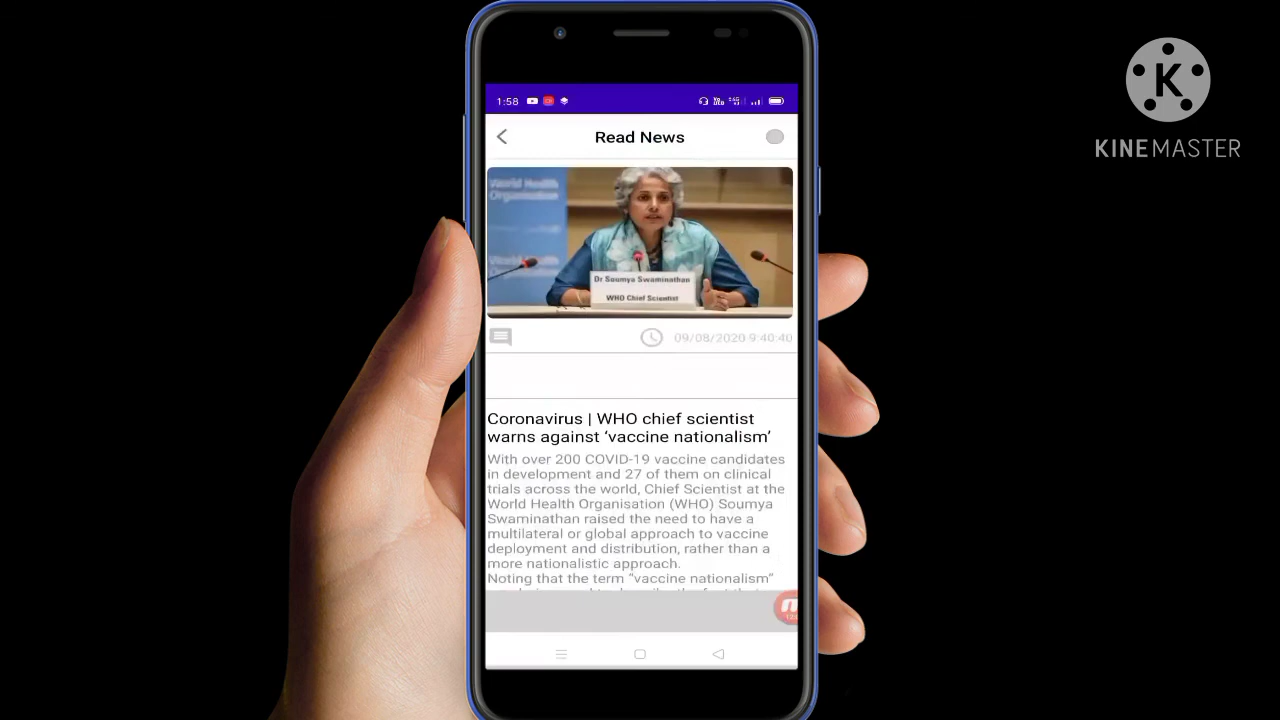 KINEMASTER
1:58
Read News
World Health
Organisation
World Health
Dr Soumya Swaminathan
WHO Chief Scientist
09/08/2020 9:40:40
Coronavirus | WHO chief scientist
warns against ‘vaccine nationalism’
With over 200 COVID-19 vaccine candidates
in development and 27 of them on clinical
trials across the world, Chief Scientist at the
World Health Organisation (WHO) Soumya
Swaminathan raised the need to have a
multilateral or global approach to vaccine
deployment and distribution, rather than a
more nationalistic approach.
Noting that the term “vaccine nationalism”